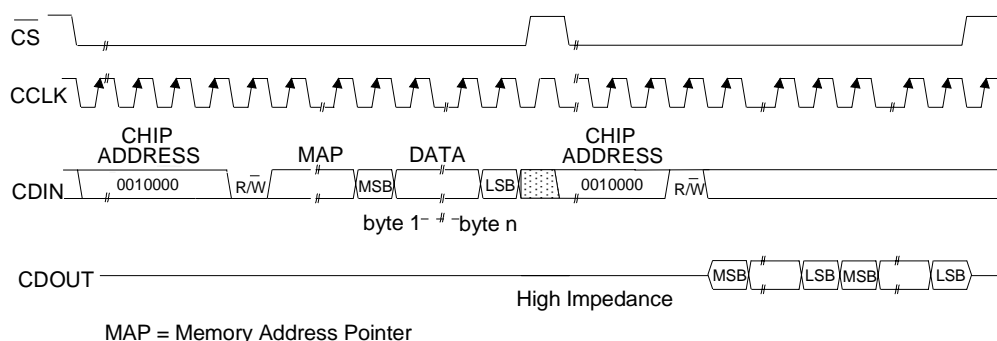 CS
CCLK
CHIP
ADDRESS
MAP
DATA
CHIP
ADDRESS
CDIN
0010000
R/W
MSB
LSB
0010000
R/W
byte 1
byte n
CDOUT
MSB
LSB
MSB
LSB
High Impedance
MAP = Memory Address Pointer